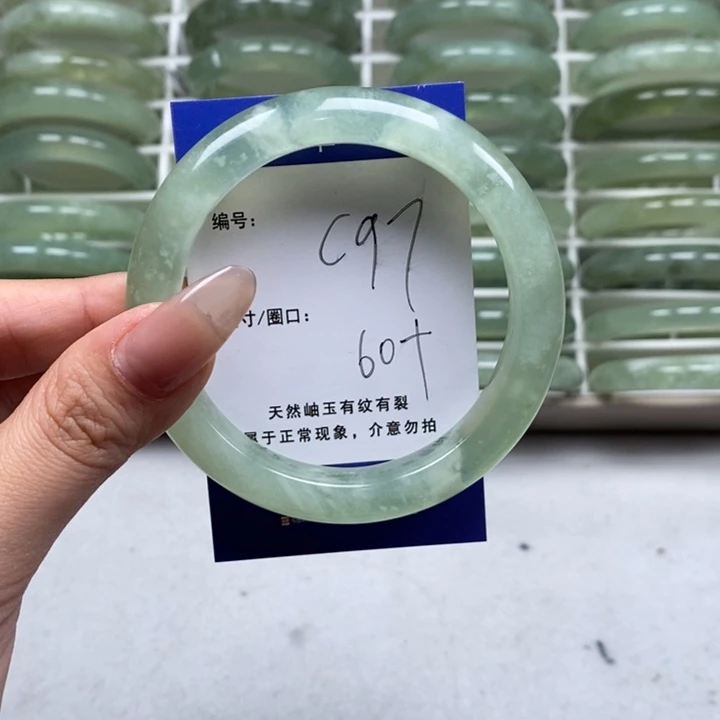 编号：
C97
寸/圈口：
60+
天然岫玉有纹有裂
属于正常现象，介意勿拍